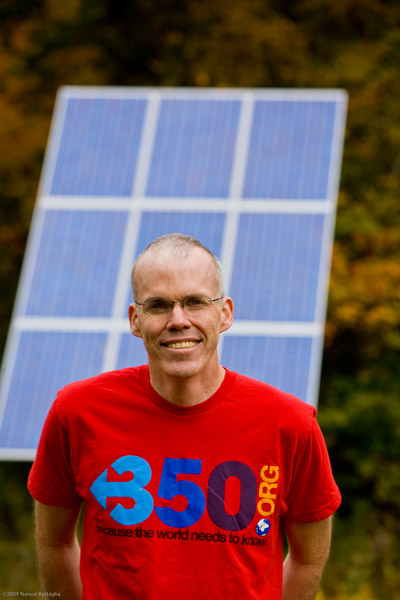 350.ORG
because the world needs to know.
©2009 Nancie Battaglia